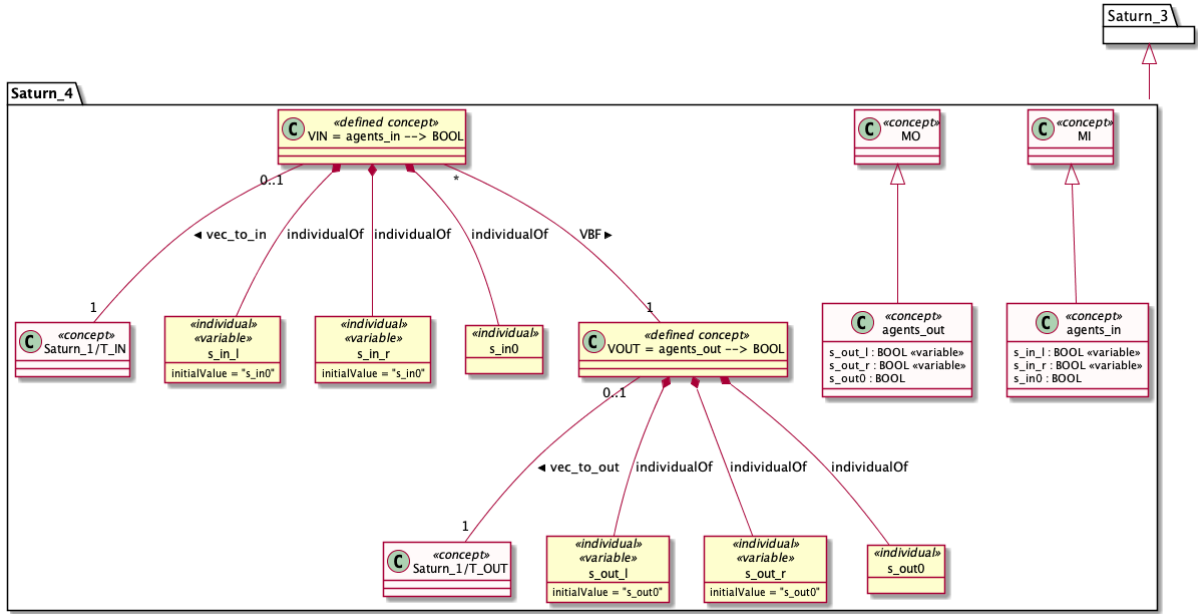 Saturn_3
Saturn_4
«defined concept»
VIN = agents_in --> BOOL
«concept»
MO
«concept»
MI
0..1
*
◄ vec_to_in
individualOf
individualOf
individualOf
VBF ►
1
1
«concept»
Saturn_1/T_IN
«individual»
«variable»
s_in_l
initialValue = "s_in0"
«individual»
«variable»
s_in_r
initialValue = "s_in0"
«individual»
s_in0
«defined concept»
VOUT = agents_out --> BOOL
«concept»
agents_out
s_out_l : BOOL «variable»
s_out_r : BOOL «variable»
s_out0 : BOOL
«concept»
agents_in
s_in_l : BOOL «variable»
s_in_r : BOOL «variable»
s_in0 : BOOL
0..1
◄ vec_to_out
individualOf
individualOf
individualOf
1
«concept»
Saturn_1/T_OUT
«individual»
«variable»
s_out_l
initialValue = "s_out0"
«individual»
«variable»
s_out_r
initialValue = "s_out0"
«individual»
s_out0
C
C
C
C
C
C
C
C